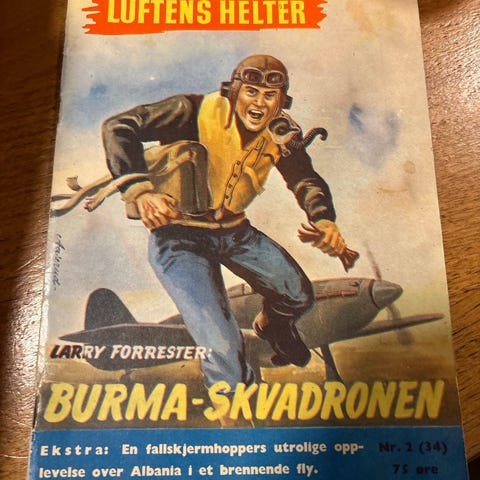 LUFTENS HELTER
LARRY FORRESTER:
BURMA-SKVADRONEN
Ekstra: En fallskjermhoppers utrolige opp-
levelse over Albania i et brennende fly.
Nr. 2 (34)
75 øre